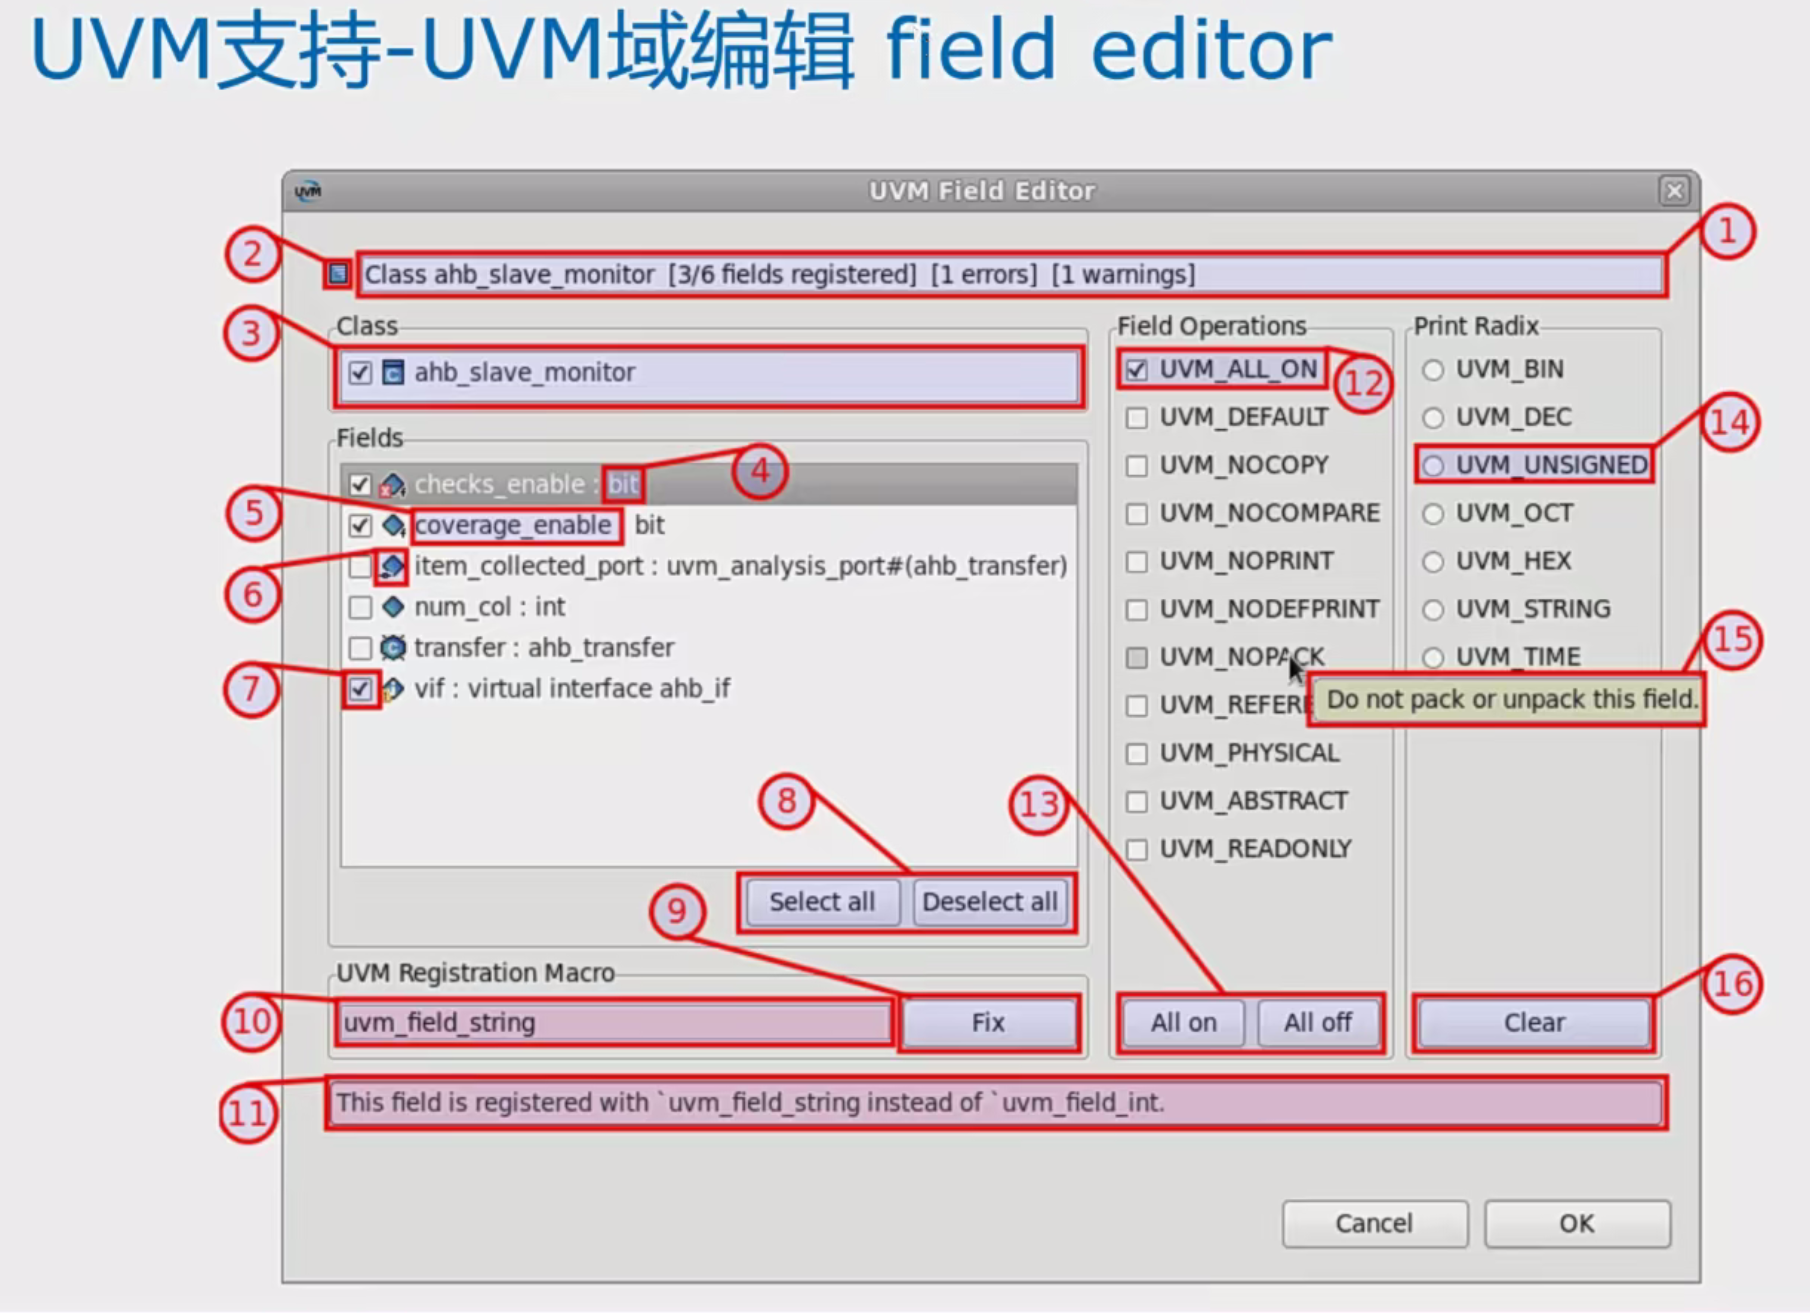 UVM支持-UVM域编辑 field editor
UVM
UVM Field Editor
1
2
Class ahb_slave_monitor [3/6 fields registered] [1 errors] [1 warnings]
3
Class
ahb_slave_monitor
Fields
checks_enable : bit
4
5
coverage_enable bit
6
item_collected_port : uvm_analysis_port#(ahb_transfer)
num_col : int
transfer : ahb_transfer
7
vif : virtual interface ahb_if
8
Select all
Deselect all
9
UVM Registration Macro
10
uvm_field_string
Fix
Field Operations
UVM_ALL_ON
12
UVM_DEFAULT
UVM_NOCOPY
UVM_NOCOMPARE
UVM_NOPRINT
UVM_NODEFPRINT
UVM_NOPACK
UVM_REFERE
UVM_PHYSICAL
UVM_ABSTRACT
UVM_READONLY
13
All on
All off
Print Radix
UVM_BIN
UVM_DEC
14
UVM_UNSIGNED
UVM_OCT
UVM_HEX
UVM_STRING
UVM_TIME
15
Do not pack or unpack this field.
16
Clear
11
This field is registered with `uvm_field_string instead of `uvm_field_int.
Cancel
OK